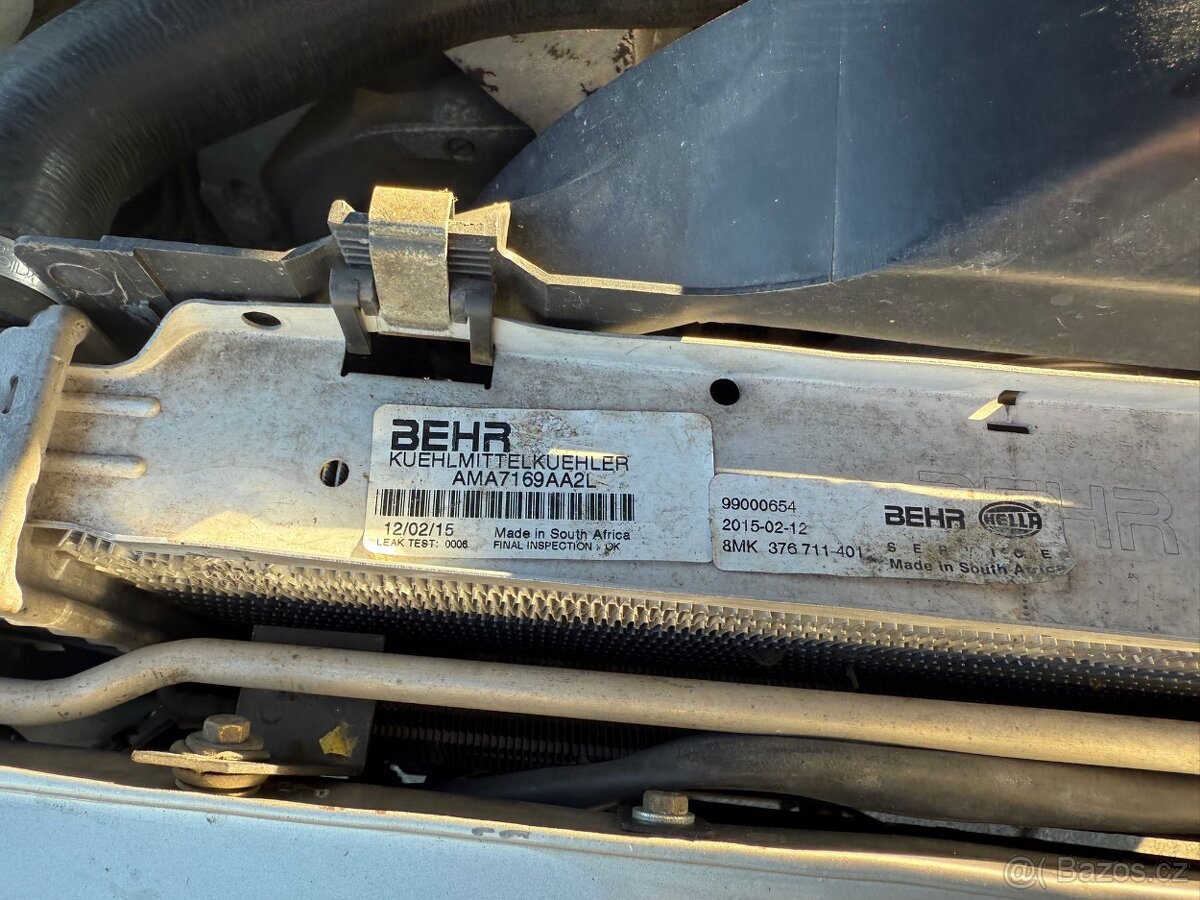 BEHR
KUEHLMITTELKUEHLER
AMA7169AA2L
12/02/15 Made in South Africa
LEAK TEST: 0006 FINAL INSPECTION : OK
99000654
2015-02-12
8MK 376 711-401
BEHR HELLA
SERVICE
Made in South Africa
BEHR
@( Bazos.cz